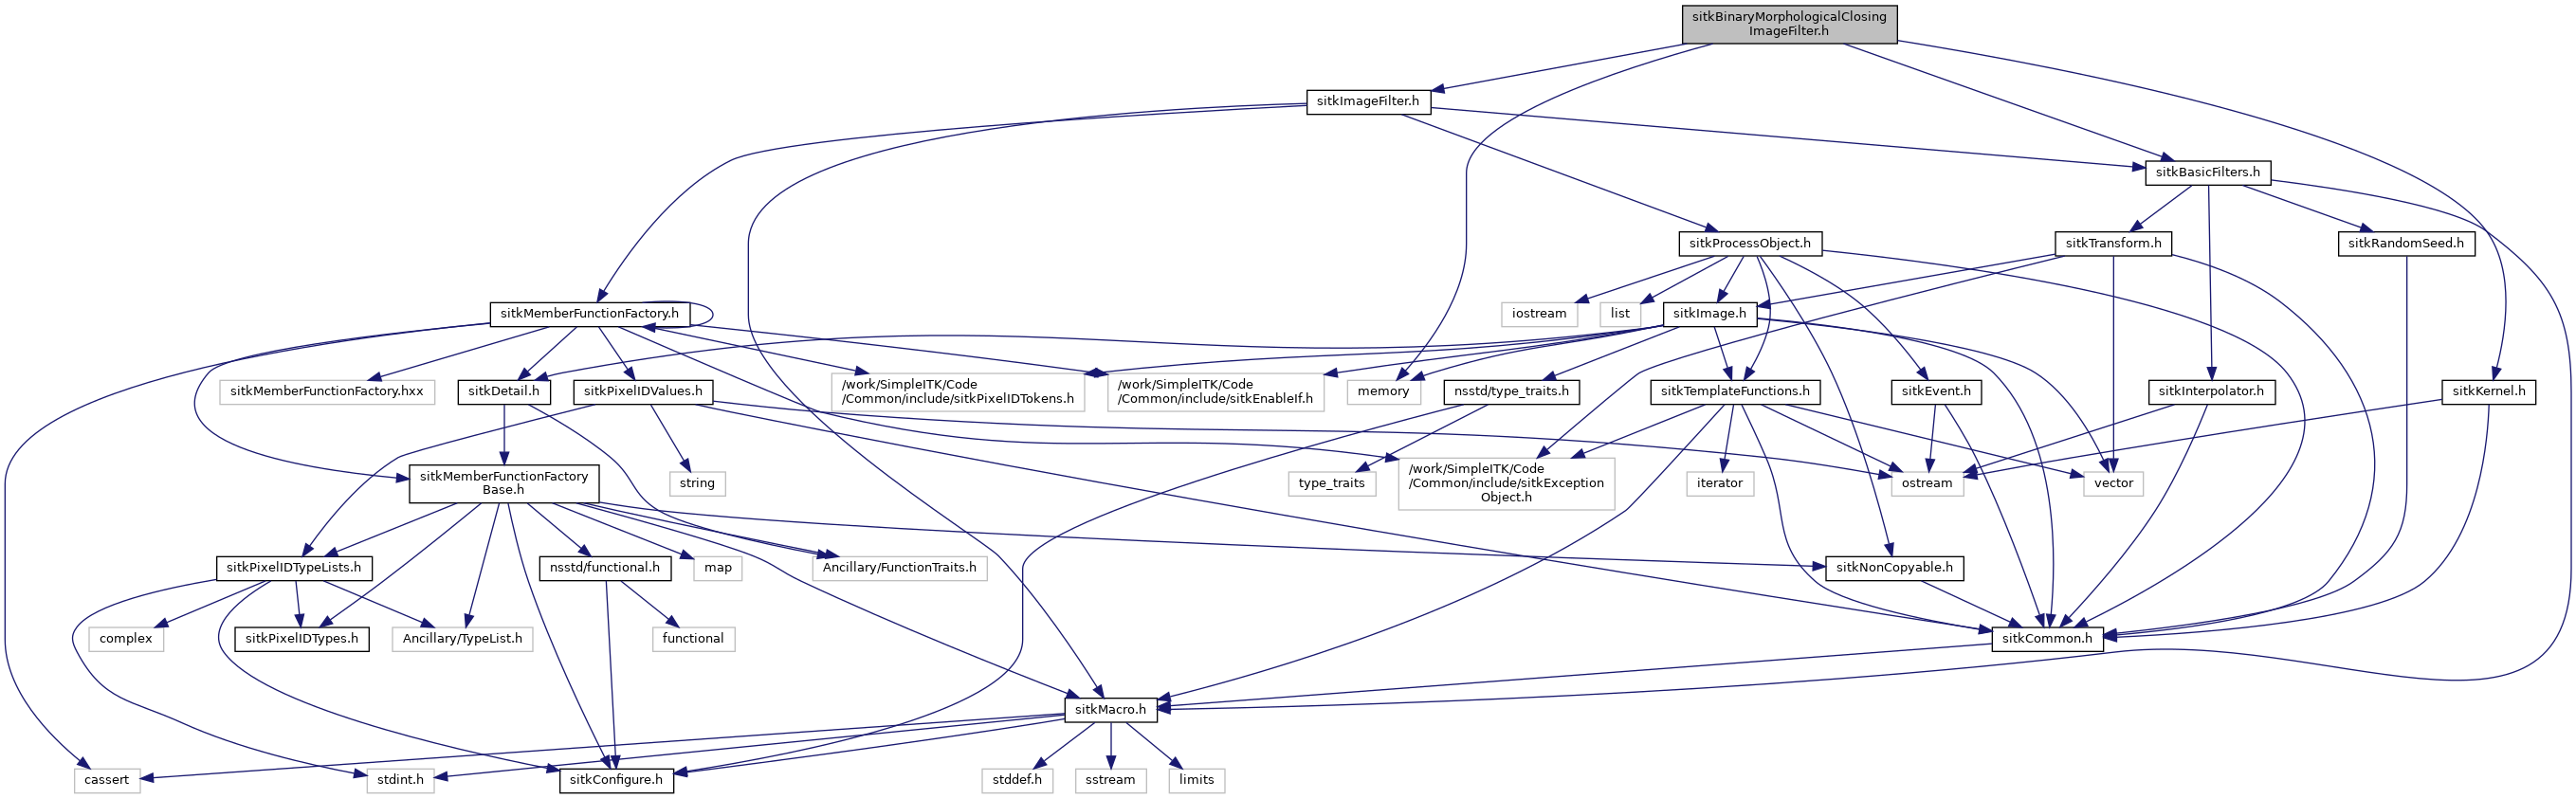 sitkBinaryMorphologicalClosing
ImageFilter.h
sitkImageFilter.h
sitkBasicFilters.h
sitkProcessObject.h
sitkTransform.h
sitkRandomSeed.h
sitkMemberFunctionFactory.h
iostream
list
sitkImage.h
sitkMemberFunctionFactory.hxx
sitkDetail.h
sitkPixelIDValues.h
/work/SimpleITK/Code
/Common/include/sitkPixelIDTokens.h
/work/SimpleITK/Code
/Common/include/sitkEnableIf.h
memory
nsstd/type_traits.h
sitkTemplateFunctions.h
sitkEvent.h
sitkInterpolator.h
sitkKernel.h
sitkMemberFunctionFactory
Base.h
string
type_traits
/work/SimpleITK/Code
/Common/include/sitkException
Object.h
iterator
ostream
vector
sitkPixelIDTypeLists.h
nsstd/functional.h
map
Ancillary/FunctionTraits.h
sitkNonCopyable.h
complex
sitkPixelIDTypes.h
Ancillary/TypeList.h
functional
sitkCommon.h
sitkMacro.h
cassert
stdint.h
sitkConfigure.h
stddef.h
sstream
limits